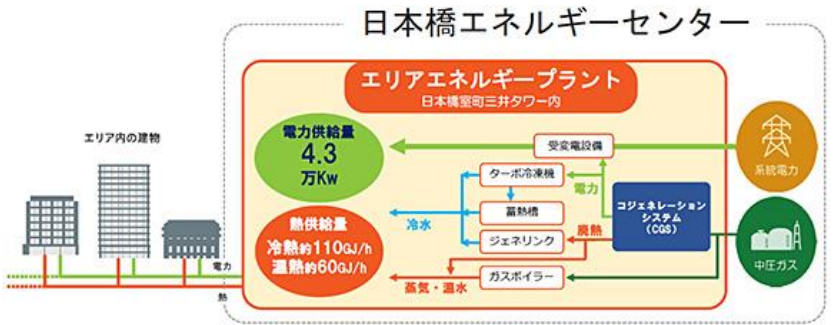 日本橋エネルギーセンター
エリアエネルギープラント
日本橋室町三井タワー内
エリア内の建物
電力供給量
4.3
万Kw
受変電設備
系統電力
ターボ冷凍機
電力
蓄熱槽
冷水
コジェネレーション
システム
(CGS)
熱供給量
冷熱約110GJ/h
温熱約60GJ/h
廃熱
ジェネリンク
中圧ガス
ガスボイラー
蒸気・温水
電力
熱